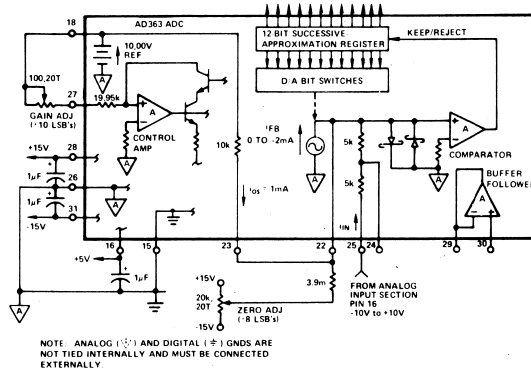 18
AD363 ADC
10,00V
REF
12 BIT SUCCESSIVE-
APPROXIMATION REGISTER
KEEP/REJECT
D/A BIT SWITCHES
100,20T
27
19.95k
GAIN ADJ
(·10 LSB's)
CONTROL
AMP
A
+15V
28
1µF
26
1µF
31
-15V
10k
IOS = 1mA
IFB
0 TO -2mA
5k
5k
IIN
COMPARATOR
BUFFER
FOLLOWER
16
15
23
22
25
24
29
30
+5V
1µF
+15V
20k,
20T
-15V
ZERO ADJ
(·8 LSB's)
3.9m
FROM ANALOG
INPUT SECTION
PIN 16
-10V to +10V
NOTE: ANALOG (A) AND DIGITAL (⏚) GNDS ARE
NOT TIED INTERNALLY AND MUST BE CONNECTED
EXTERNALLY.